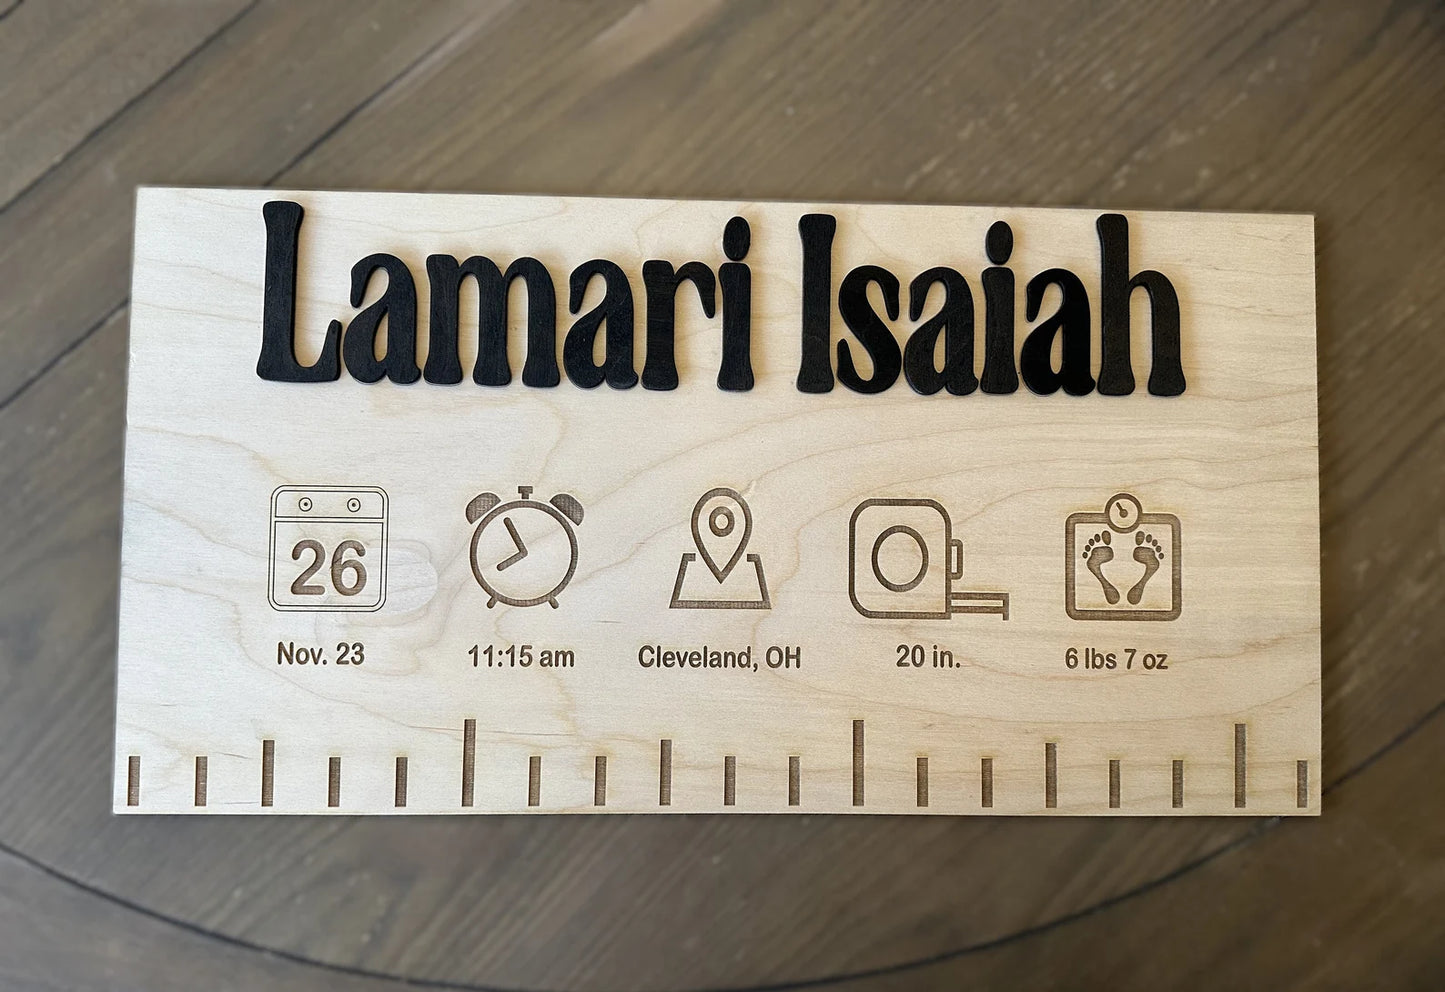 Lamari Isaiah
26
Nov. 23
11:15 am
Cleveland, OH
20 in.
6 lbs 7 oz